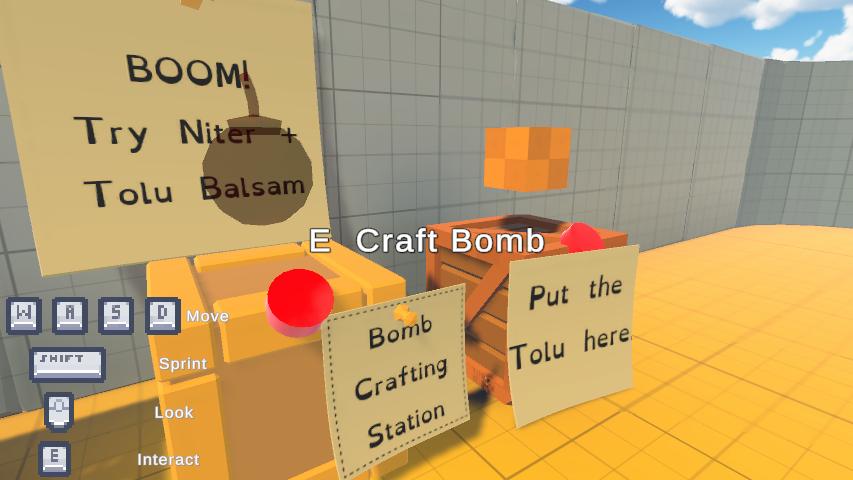 BOOM!
Try Niter +
Tolu Balsam
E Craft Bomb
Put the
Tolu here.
Bomb
Crafting
Station
W A S D Move
SHIFT Sprint
Look
E Interact